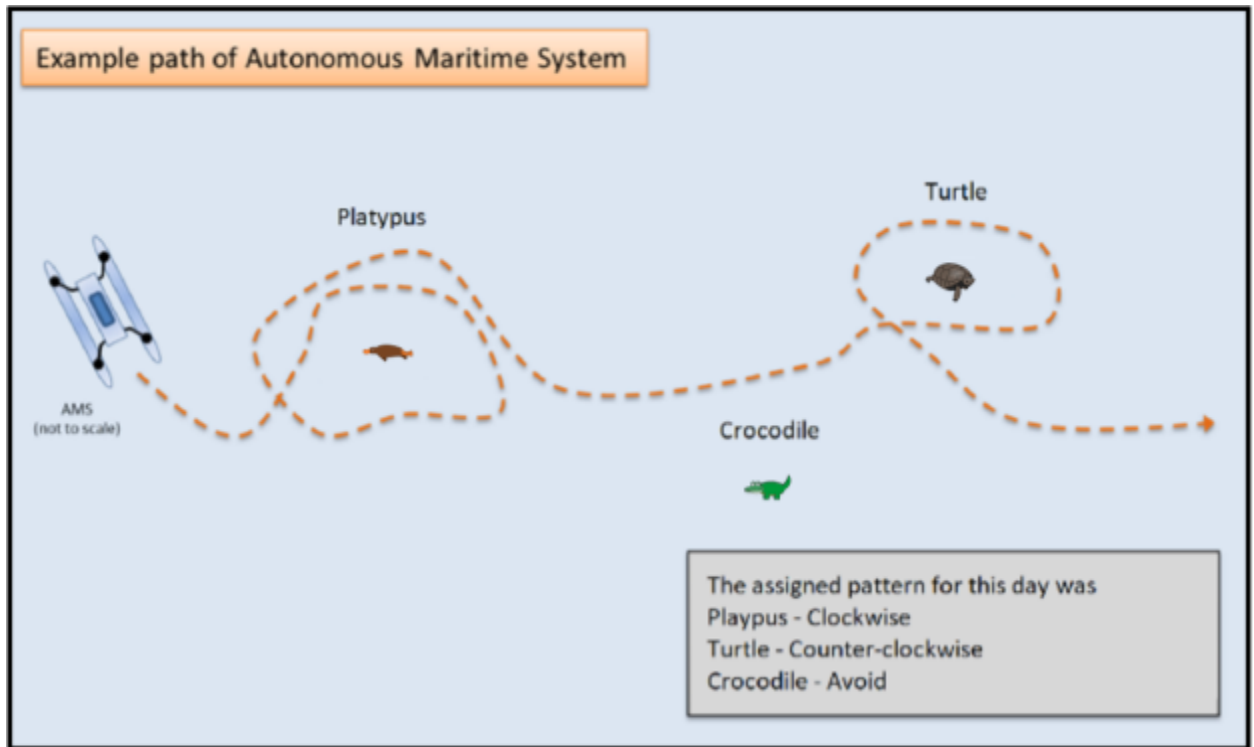 Example path of Autonomous Maritime System
Turtle
Platypus
AMS
(not to scale)
Crocodile
The assigned pattern for this day was
Playpus - Clockwise
Turtle - Counter-clockwise
Crocodile - Avoid